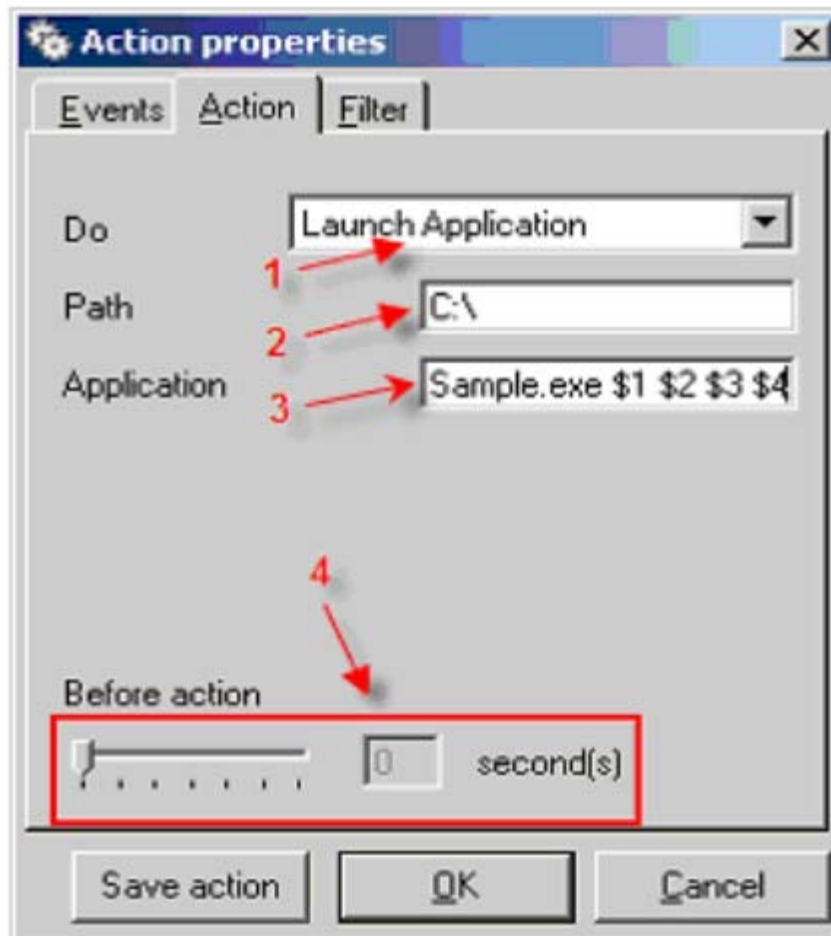 Action properties
Events Action Filter
Do Launch Application
1
Path C:\
2
Application Sample.exe $1 $2 $3 $4
3
4
Before action
0 second(s)
Save action OK Cancel